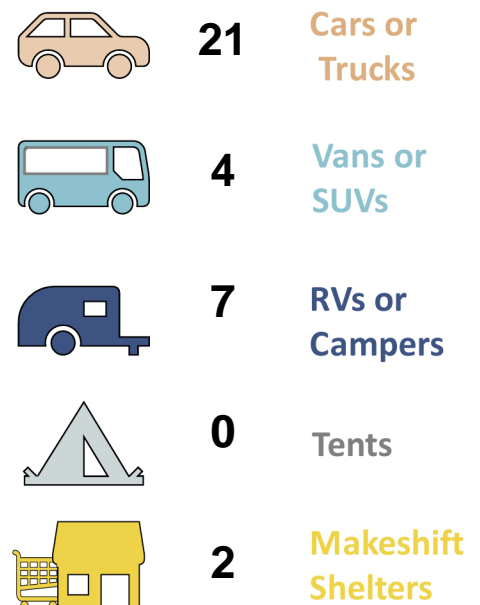 21 Cars or
Trucks
4 Vans or
SUVs
7 RVs or
Campers
0 Tents
2 Makeshift
Shelters